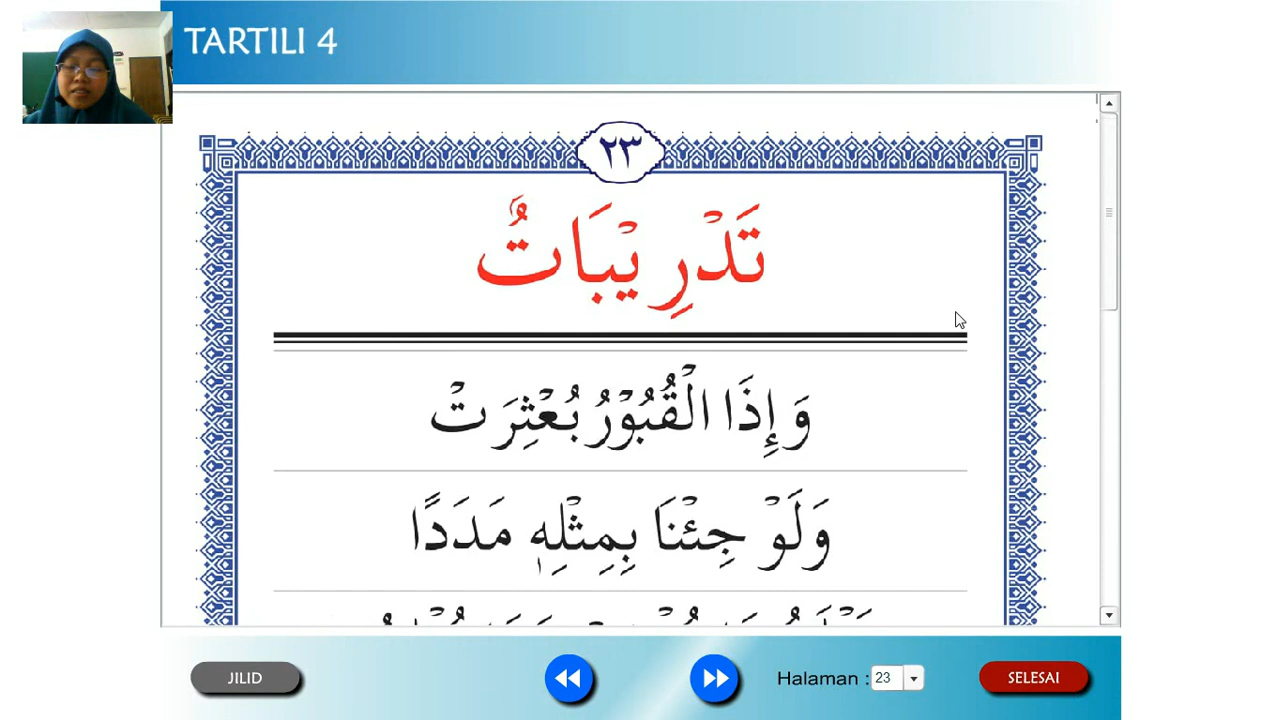 TARTILI 4
٢٣
تَدْرِيْبَاتٌ
وَإِذَا الْقُبُوْرُ بُعْثِرَتْ
وَلَوْ جِئْنَا بِمِثْلِهٖ مَدَدًا
JILID
Halaman : 23
SELESAI